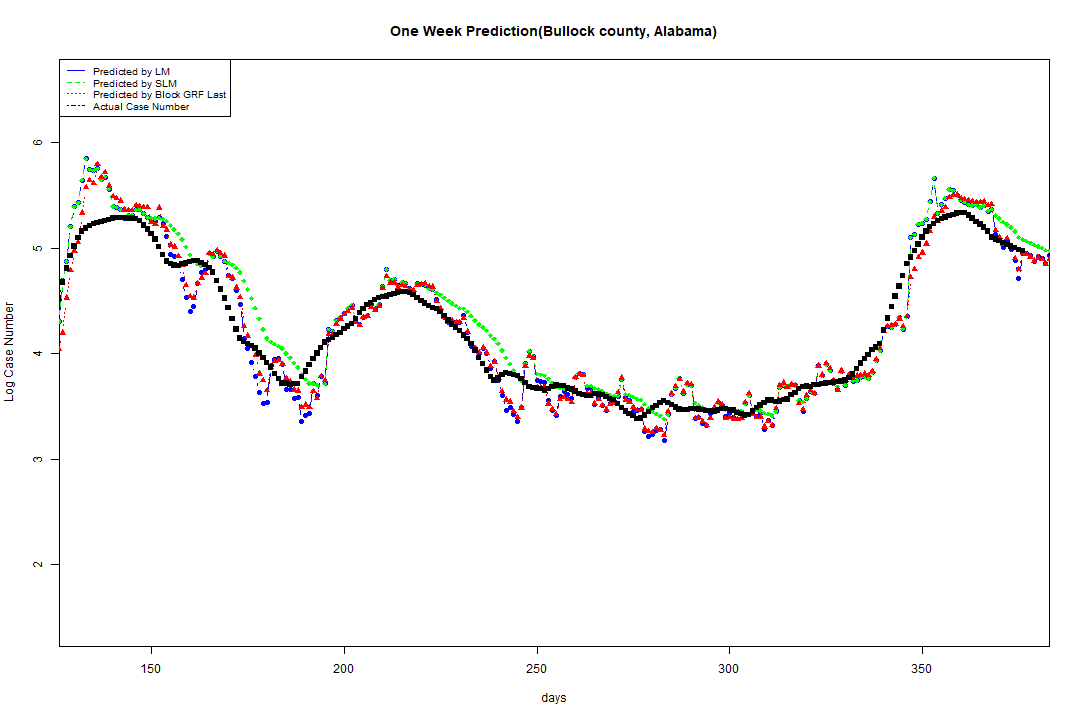 One Week Prediction(Bullock county, Alabama)
Predicted by LM
Predicted by SLM
Predicted by Block GRF Last
Actual Case Number
6
5
4
3
2
Log Case Number
150 200 250 300 350
days